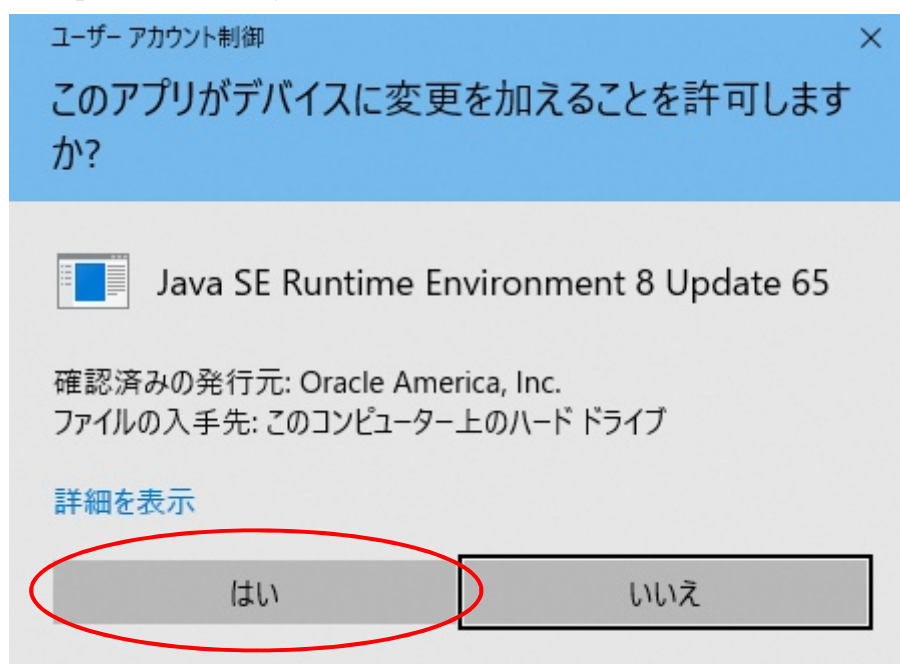 ユーザー アカウント制御
このアプリがデバイスに変更を加えることを許可します
か?
Java SE Runtime Environment 8 Update 65
確認済みの発行元: Oracle America, Inc.
ファイルの入手先: このコンピューター上のハード ドライブ
詳細を表示
はい
いいえ